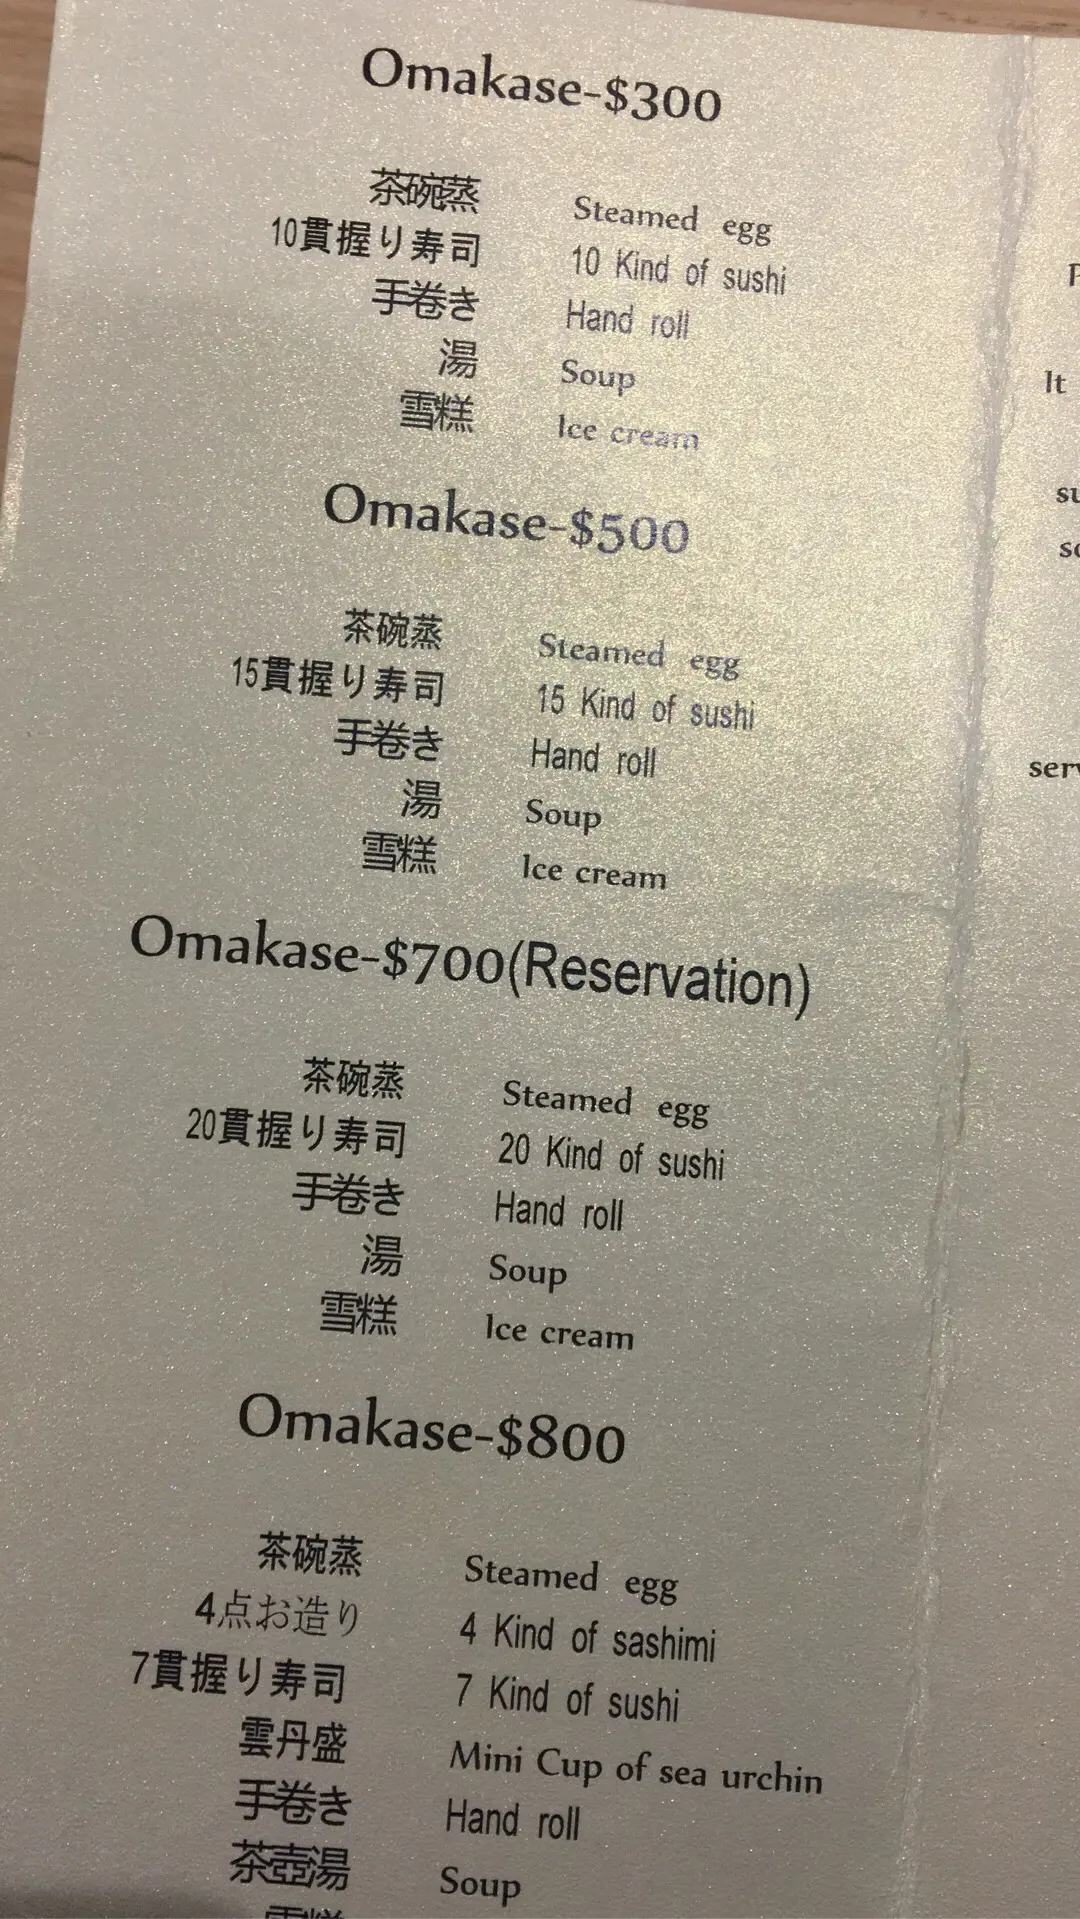 Omakase-$300
茶碗蒸 Steamed egg
10貫握り寿司 10 Kind of sushi
手巻き Hand roll
湯 Soup
雪糕 Ice cream
Omakase-$500
茶碗蒸 Steamed egg
15貫握り寿司 15 Kind of sushi
手巻き Hand roll
湯 Soup
雪糕 Ice cream
Omakase-$700(Reservation)
茶碗蒸 Steamed egg
20貫握り寿司 20 Kind of sushi
手巻き Hand roll
湯 Soup
雪糕 Ice cream
Omakase-$800
茶碗蒸 Steamed egg
4点お造り 4 Kind of sashimi
7貫握り寿司 7 Kind of sushi
雲丹盛 Mini Cup of sea urchin
手巻き Hand roll
茶壺湯 Soup
It